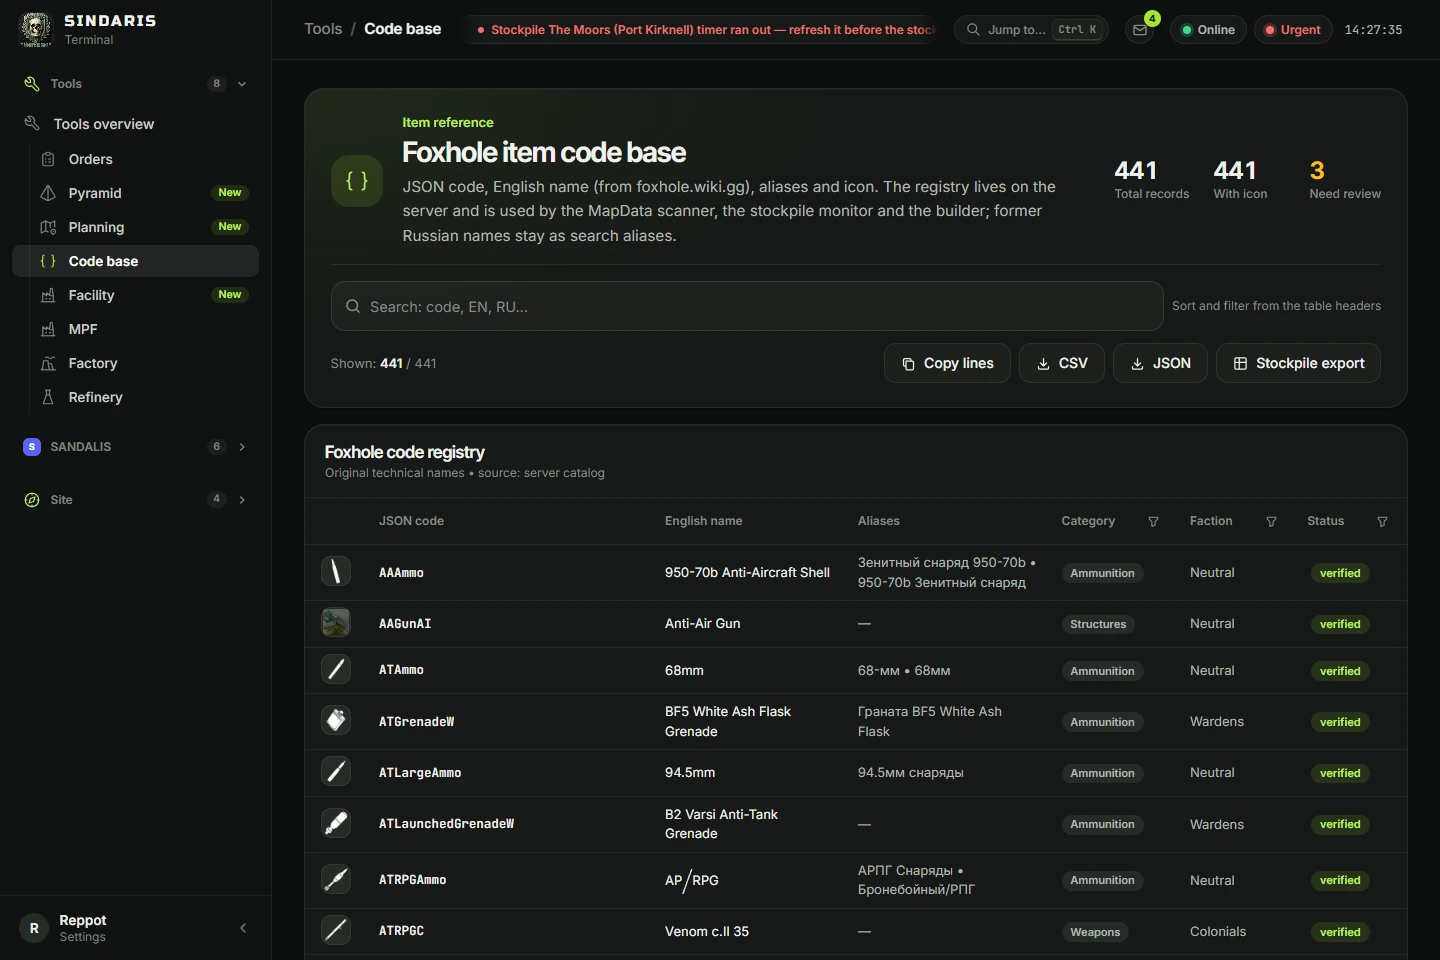 SINDARIS
Terminal
Tools / Code base
Stockpile The Moors (Port Kirknell) timer ran out — refresh it before the stoc
Jump to... Ctrl K
4
Online
Urgent
14:27:35
Tools 8
Tools overview
Orders
Pyramid New
Planning New
Code base
Facility New
MPF
Factory
Refinery
S SANDALIS 6
Site 4
R Reppot
Settings
Item reference
{ } Foxhole item code base
JSON code, English name (from foxhole.wiki.gg), aliases and icon. The registry lives on the
server and is used by the MapData scanner, the stockpile monitor and the builder; former
Russian names stay as search aliases.
441 441 3
Total records With icon Need review
Search: code, EN, RU...
Sort and filter from the table headers
Shown: 441 / 441
Copy lines CSV JSON Stockpile export
Foxhole code registry
Original technical names • source: server catalog
JSON code English name Aliases Category Faction Status
AAAmmo 950-70b Anti-Aircraft Shell Зенитный снаряд 950-70b •
950-70b Зенитный снаряд Ammunition Neutral verified
AAGunAI Anti-Air Gun — Structures Neutral verified
ATAmmo 68mm 68-мм • 68мм Ammunition Neutral verified
ATGrenadeW BF5 White Ash Flask
Grenade Граната BF5 White Ash
Flask Ammunition Wardens verified
ATLargeAmmo 94.5mm 94.5мм снаряды Ammunition Neutral verified
ATLaunchedGrenadeW B2 Varsi Anti-Tank
Grenade — Ammunition Wardens verified
ATRPGAmmo AP/RPG АРПГ Снаряды •
Бронебойный/РПГ Ammunition Neutral verified
ATRPGC Venom c.II 35 — Weapons Colonials verified